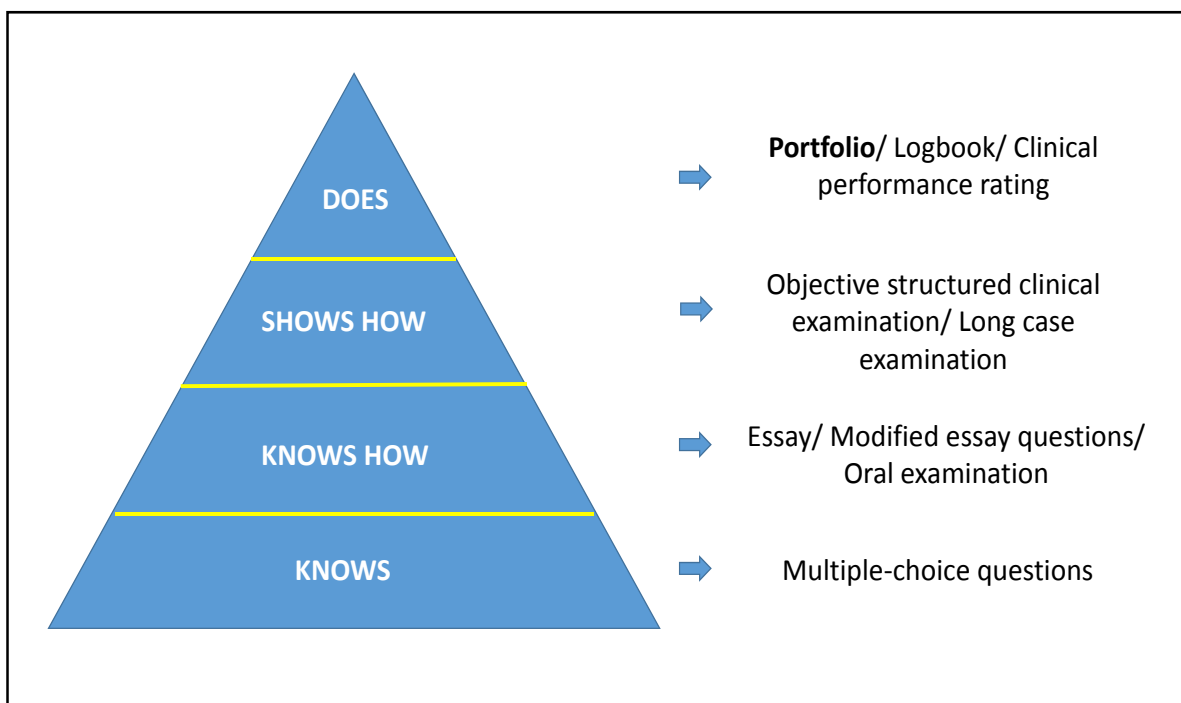 DOES
Portfolio/ Logbook/ Clinical
performance rating
SHOWS HOW
Objective structured clinical
examination/ Long case
examination
KNOWS HOW
Essay/ Modified essay questions/
Oral examination
KNOWS
Multiple-choice questions